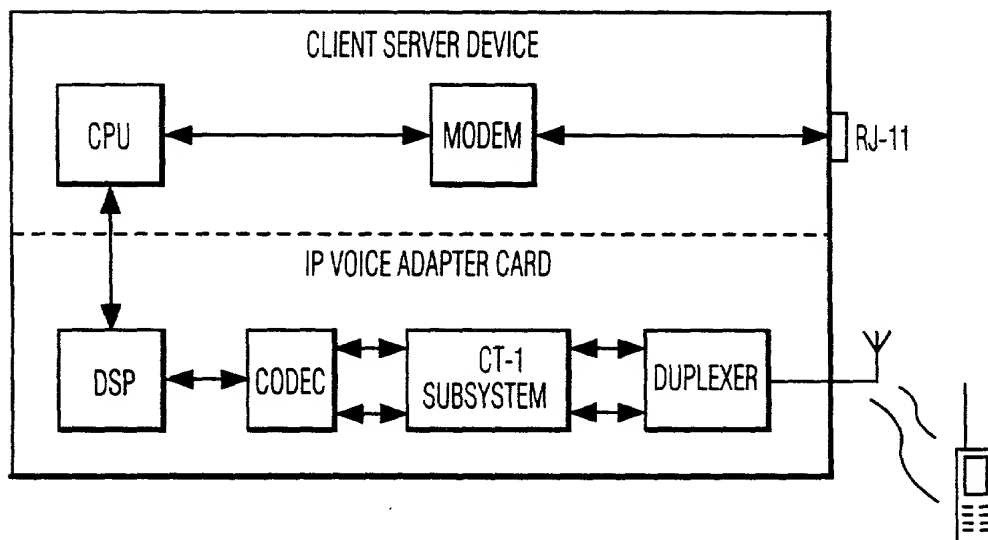 CLIENT SERVER DEVICE
CPU
MODEM
RJ-11
IP VOICE ADAPTER CARD
DSP
CODEC
CT-1
SUBSYSTEM
DUPLEXER